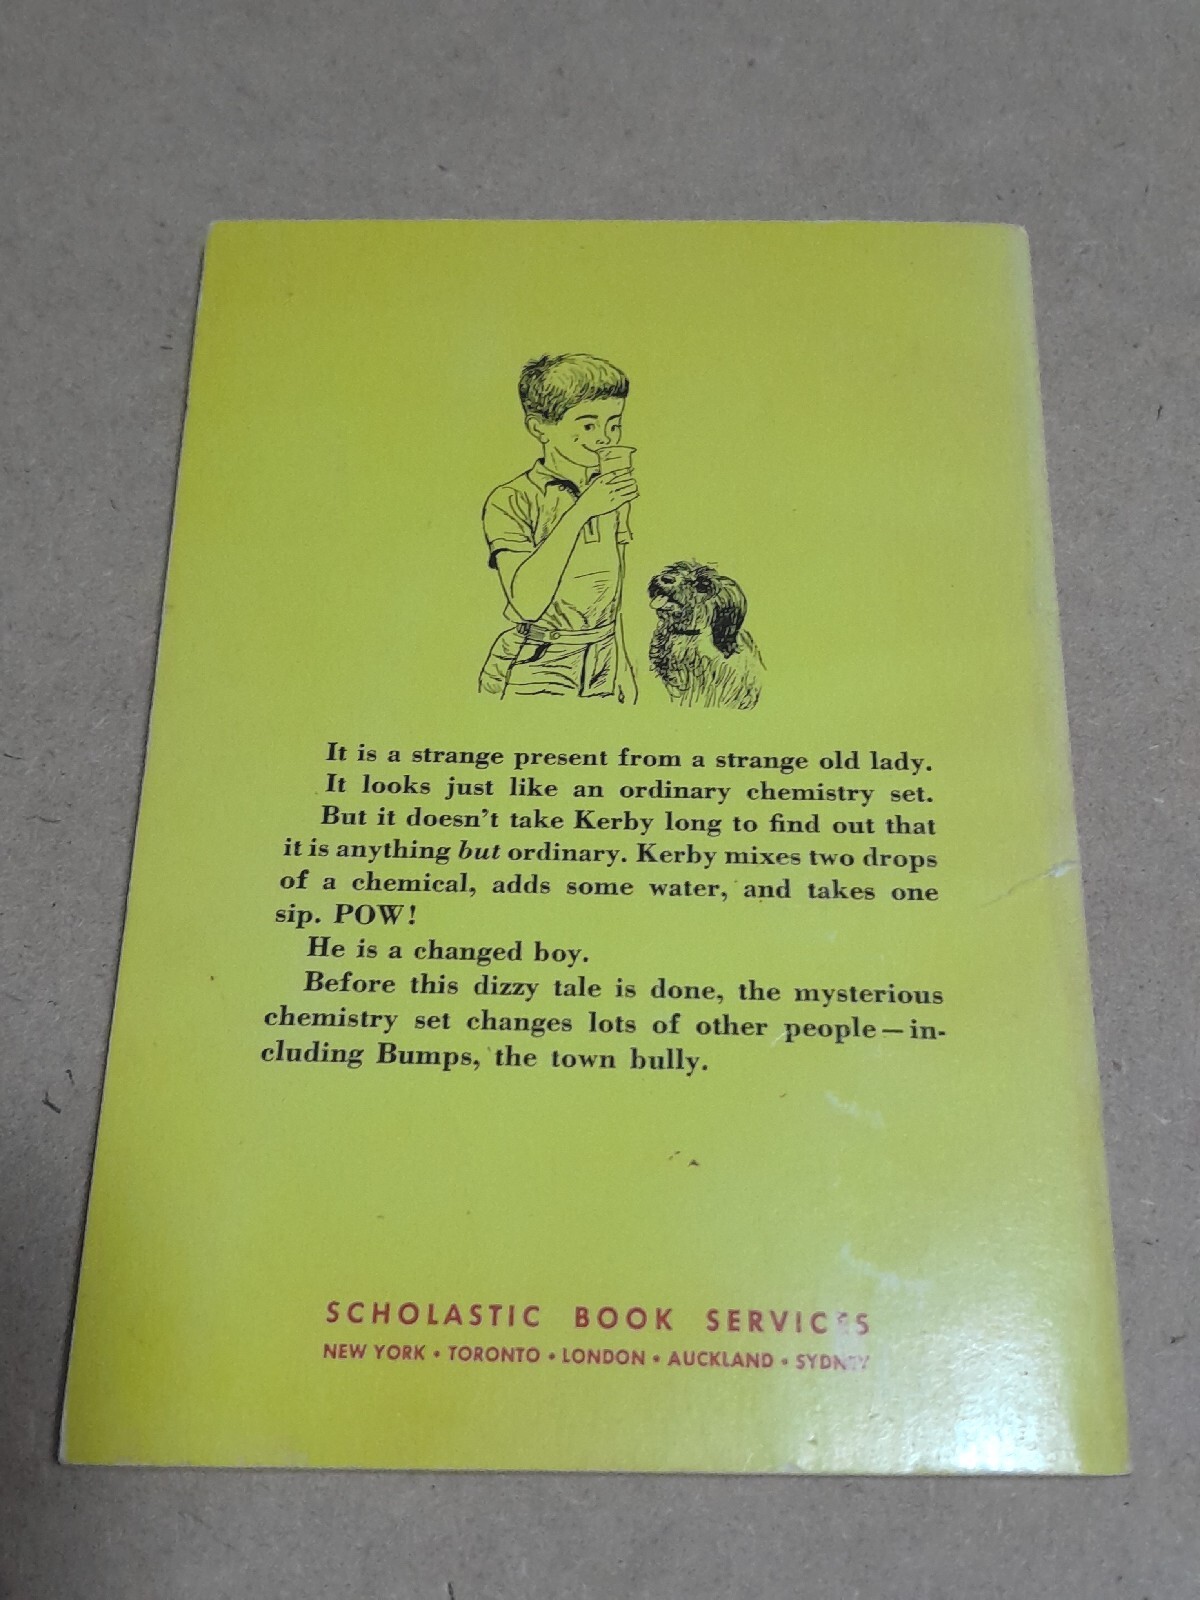 It is a strange present from a strange old lady.
It looks just like an ordinary chemistry set.
But it doesn't take Kerby long to find out that
it is anything but ordinary. Kerby mixes two drops
of a chemical, adds some water, and takes one
sip. POW!
He is a changed boy.
Before this dizzy tale is done, the mysterious
chemistry set changes lots of other people—in-
cluding Bumps, the town bully.
SCHOLASTIC BOOK SERVICES
NEW YORK • TORONTO • LONDON • AUCKLAND • SYDNEY